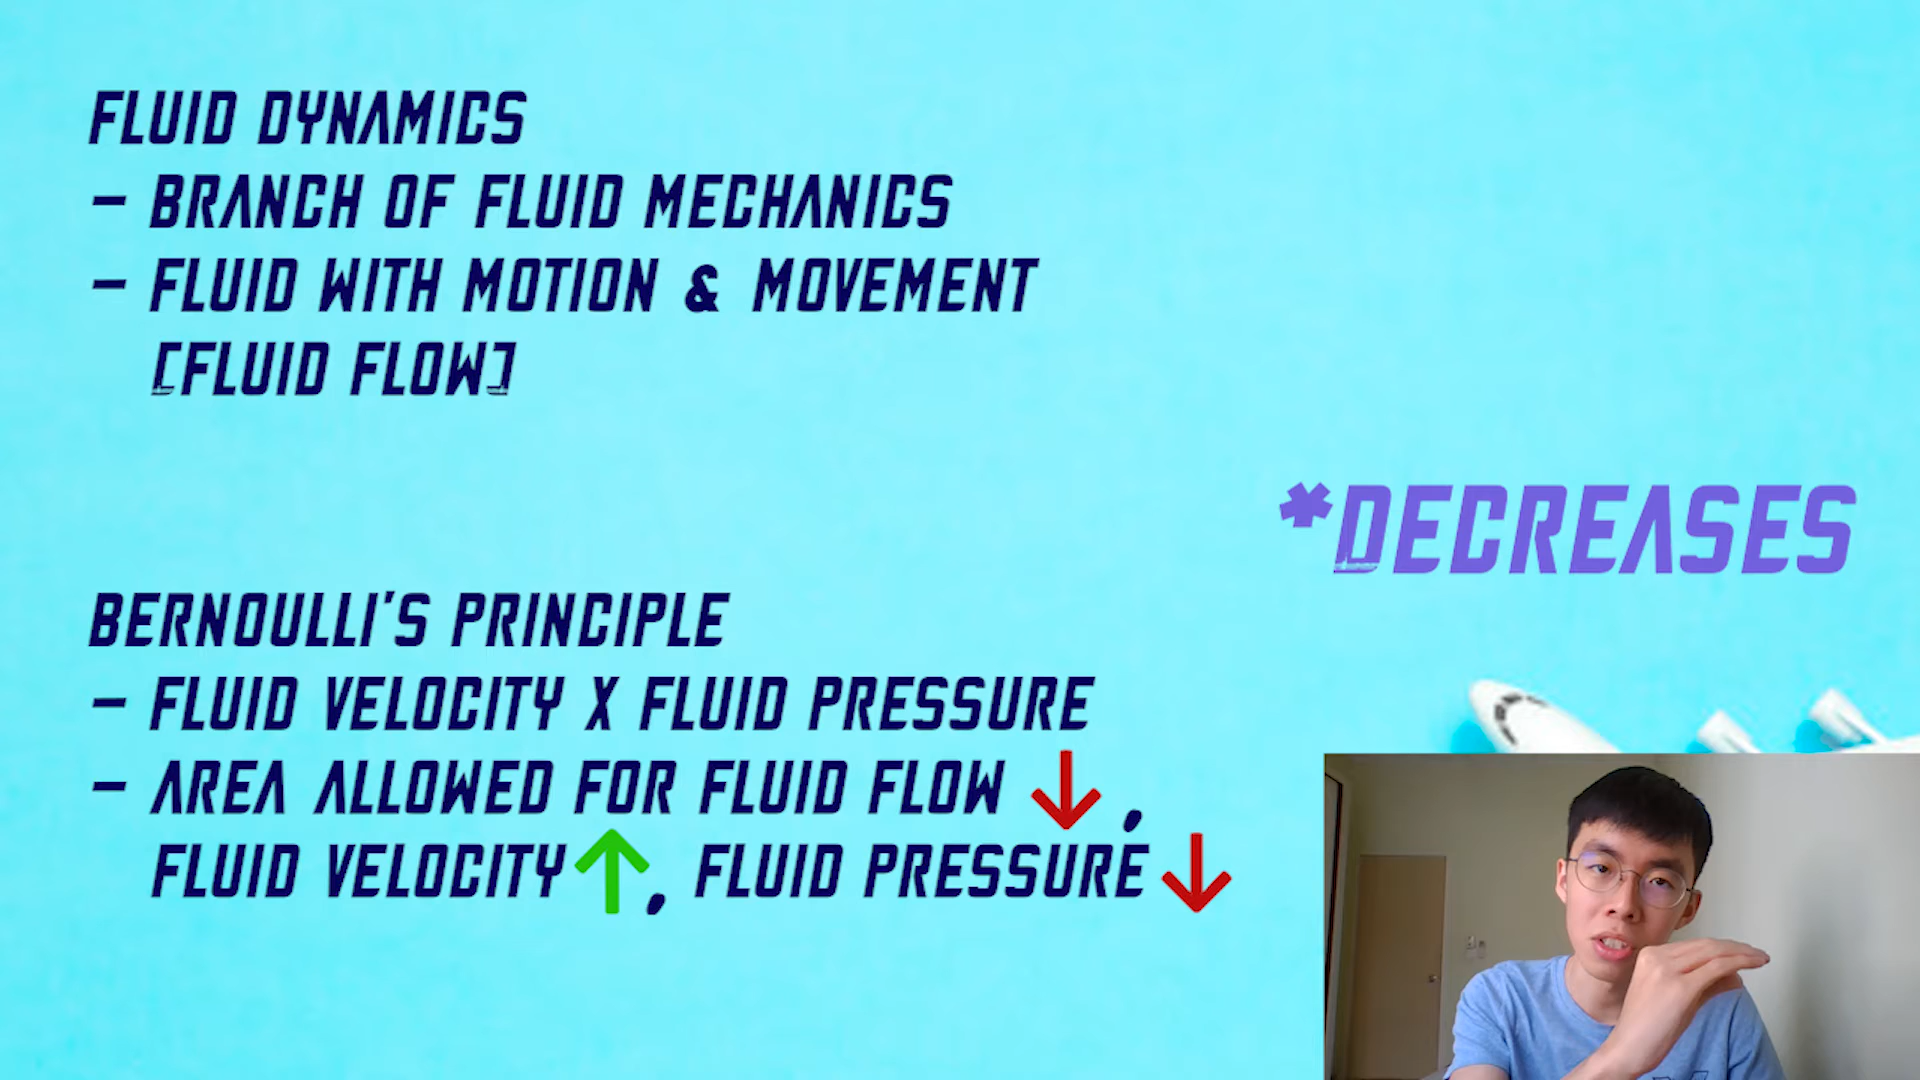 FLUID DYNAMICS
- BRANCH OF FLUID MECHANICS
- FLUID WITH MOTION & MOVEMENT
[FLUID FLOW]
*DECREASES
BERNOULLI'S PRINCIPLE
- FLUID VELOCITY X FLUID PRESSURE
- AREA ALLOWED FOR FLUID FLOW ↓,
FLUID VELOCITY ↑, FLUID PRESSURE ↓